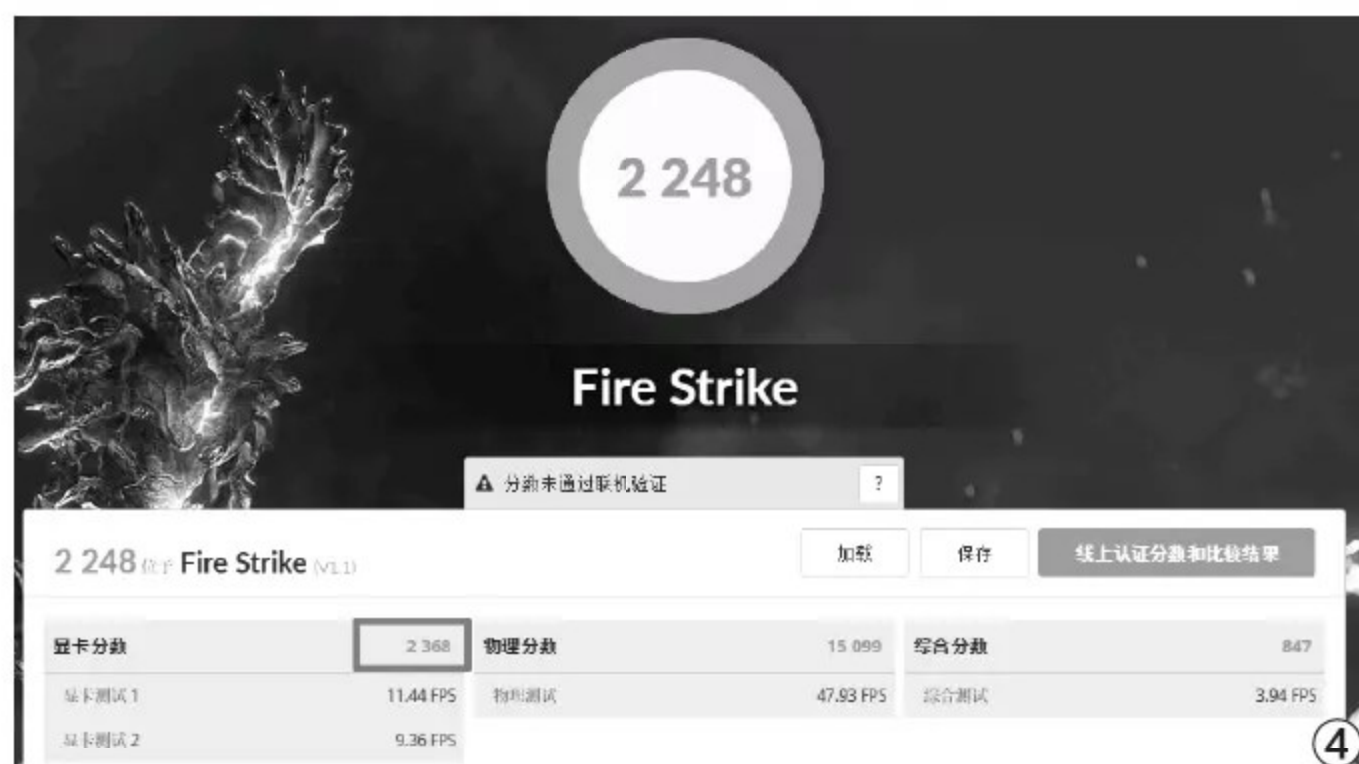 2 248
Fire Strike
分数未通过联机验证 ?
2 248 位于 Fire Strike (V1.1)
加载 保存 线上认证分数和比较结果
显卡分数 2 368 物理分数 15 099 综合分数 847
显卡测试 1 11.44 FPS 物理测试 47.93 FPS 综合测试 3.94 FPS
显卡测试 2 9.36 FPS
④